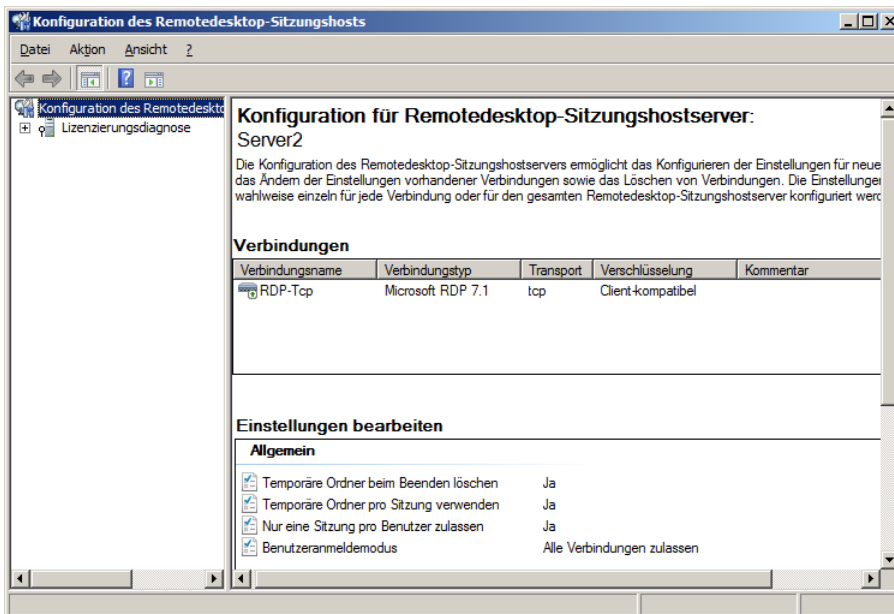 Konfiguration des Remotedesktop-Sitzungshosts
Datei Aktion Ansicht ?
Konfiguration des Remotedeskto
Lizenzierungsdiagnose
Konfiguration für Remotedesktop-Sitzungshostserver:
Server2
Die Konfiguration des Remotedesktop-Sitzungshostservers ermöglicht das Konfigurieren der Einstellungen für neue
das Ändern der Einstellungen vorhandener Verbindungen sowie das Löschen von Verbindungen. Die Einstellungen
wahlweise einzeln für jede Verbindung oder für den gesamten Remotedesktop-Sitzungshostserver konfiguriert werd
Verbindungen
Verbindungsname Verbindungstyp Transport Verschlüsselung Kommentar
RDP-Tcp Microsoft RDP 7.1 tcp Client-kompatibel
Einstellungen bearbeiten
Allgemein
Temporäre Ordner beim Beenden löschen Ja
Temporäre Ordner pro Sitzung verwenden Ja
Nur eine Sitzung pro Benutzer zulassen Ja
Benutzeranmeldemodus Alle Verbindungen zulassen